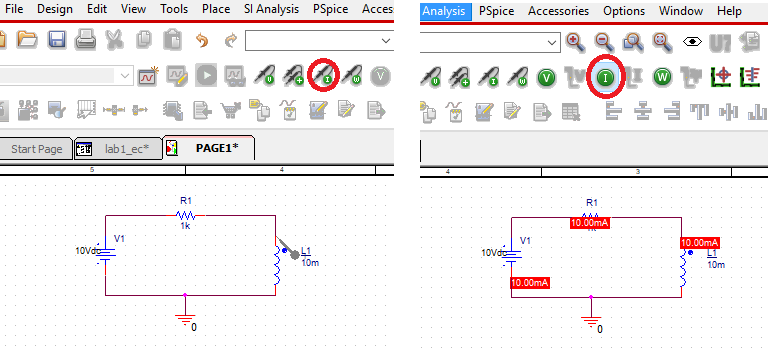 File Design Edit View Tools Place SI Analysis PSpice Acces
V
I
W
V
Start Page lab1_ec* PAGE1*
5 4
R1
1k
V1
10Vdc
L1
10m
0
Analysis PSpice Accessories Options Window Help
U?
V
I
W
V
V
I
I
W
4 3
R1
10.00mA
V1
10Vdc
10.00mA
L1
10m
10.00mA
0